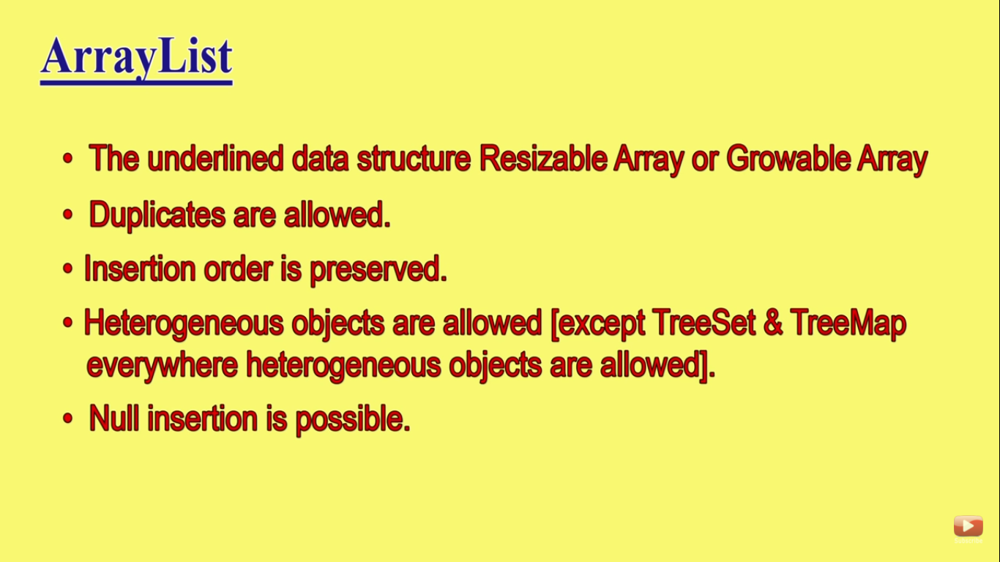 ArrayList
• The underlined data structure Resizable Array or Growable Array
• Duplicates are allowed.
• Insertion order is preserved.
• Heterogeneous objects are allowed [except TreeSet & TreeMap
everywhere heterogeneous objects are allowed].
• Null insertion is possible.